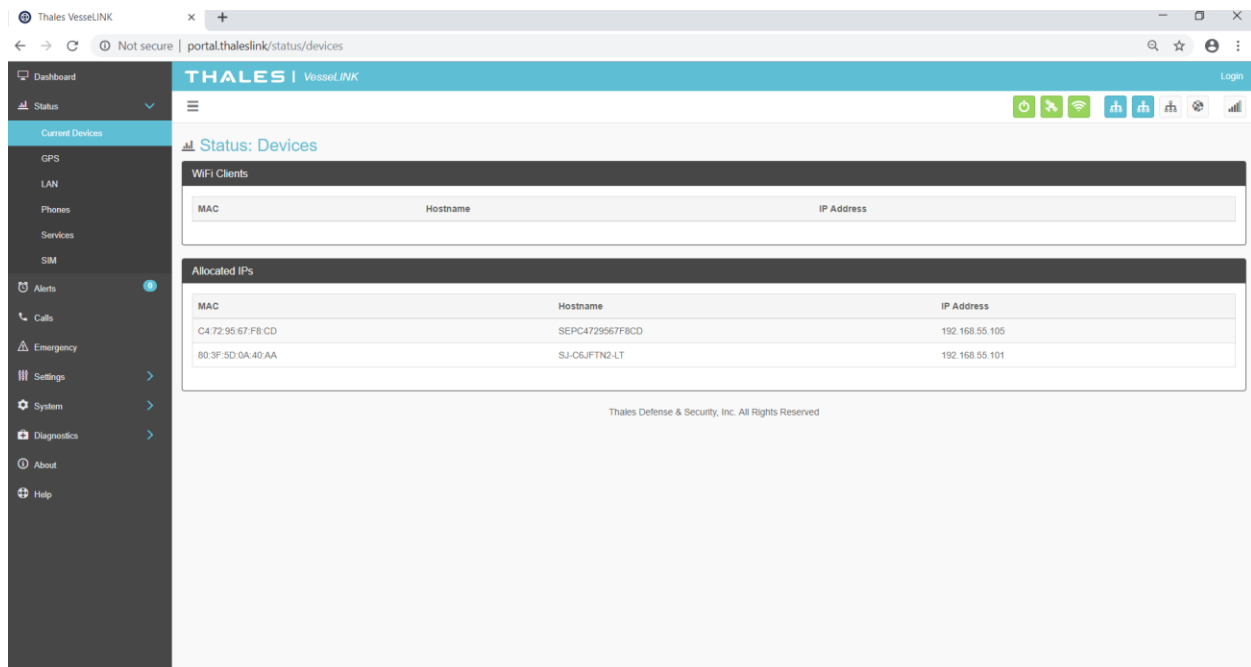 Thales VesseLINK
Not secure | portal.thaleslink/status/devices
Dashboard
THALES | VesseLINK
Login
Status
Current Devices
GPS
LAN
Phones
Services
SIM
Alerts 0
Calls
Emergency
Settings
System
Diagnostics
About
Help
Status: Devices
WiFi Clients
MAC Hostname IP Address
Allocated IPs
MAC Hostname IP Address
C4:72:95:67:F8:CD SEPC4729567F8CD 192.168.55.105
80:3F:5D:0A:40:AA SJ-C6JFTN2-LT 192.168.55.101
Thales Defense & Security, Inc. All Rights Reserved